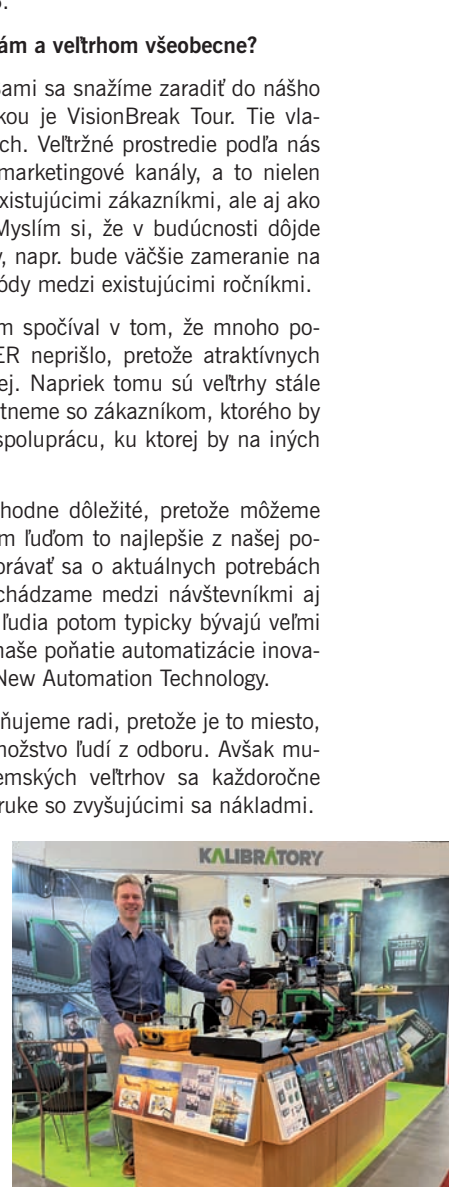 ám a veľtrhom všeobecne?
Sami sa snažíme zaradiť do nášho
kou je VisionBreak Tour. Tie vla-
ch. Veľtržné prostredie podľa nás
marketingové kanály, a to nielen
existujúcimi zákazníkmi, ale aj ako
Myslím si, že v budúcnosti dôjde
y, napr. bude väčšie zameranie na
ódy medzi existujúcimi ročníkmi.
m spočíval v tom, že mnoho po-
ER neprišlo, pretože atraktívnych
ej. Napriek tomu sú veľtrhy stále
tneme so zákazníkom, ktorého by
spoluprácu, ku ktorej by na iných
hodne dôležité, pretože môžeme
m ľuďom to najlepšie z našej po-
právať sa o aktuálnych potrebách
chádzame medzi návštevníkmi aj
ľudia potom typicky bývajú veľmi
naše poňatie automatizácie inova-
New Automation Technology.
ňujeme radi, pretože je to miesto,
nožstvo ľudí z odboru. Avšak mu-
emských veľtrhov sa každoročne
ruke so zvyšujúcimi sa nákladmi.
KALIBRÁTORY